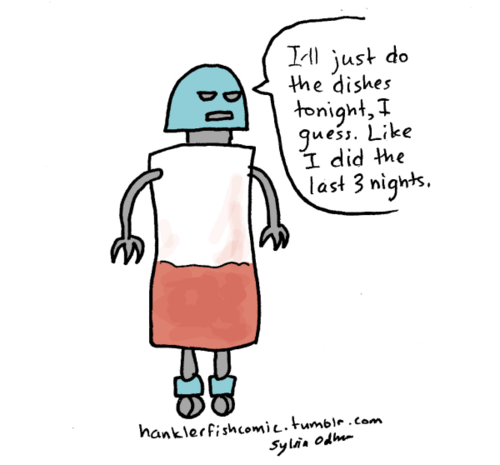 I'll just do
the dishes
tonight, I
guess. Like
I did the
last 3 nights.
hanklerfishcomic.tumblr.com
Sylvia Odhner